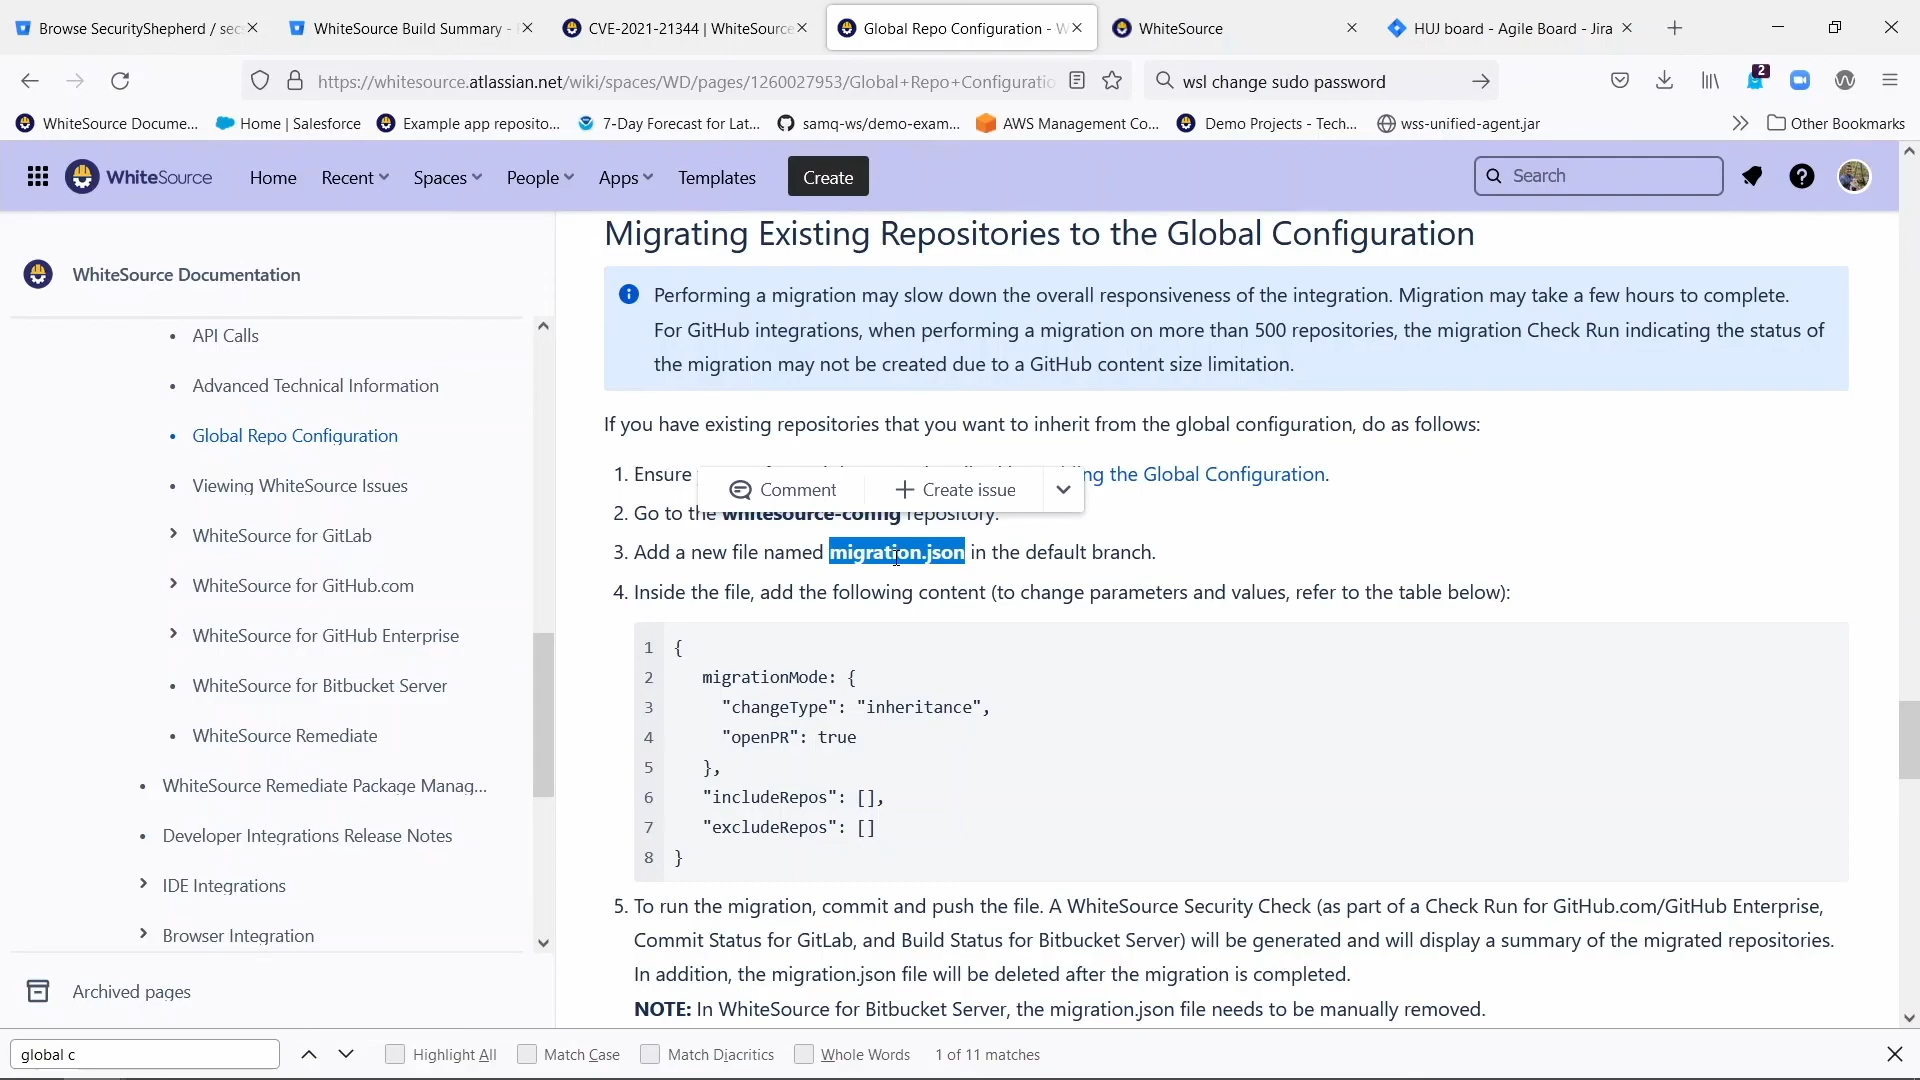 Browse SecurityShepherd / sec
WhiteSource Build Summary -
CVE-2021-21344 | WhiteSource
Global Repo Configuration - W
WhiteSource
HUJ board - Agile Board - Jira
https://whitesource.atlassian.net/wiki/spaces/WD/pages/1260027953/Global+Repo+Configuratio
wsl change sudo password
2
WhiteSource Docume...
Home | Salesforce
Example app reposito...
7-Day Forecast for Lat...
samq-ws/demo-exam...
AWS Management Co...
Demo Projects - Tech...
wss-unified-agent.jar
Other Bookmarks
WhiteSource
Home
Recent
Spaces
People
Apps
Templates
Create
Search
WhiteSource Documentation
API Calls
Advanced Technical Information
Global Repo Configuration
Viewing WhiteSource Issues
WhiteSource for GitLab
WhiteSource for GitHub.com
WhiteSource for GitHub Enterprise
WhiteSource for Bitbucket Server
WhiteSource Remediate
WhiteSource Remediate Package Manag...
Developer Integrations Release Notes
IDE Integrations
Browser Integration
Archived pages
Migrating Existing Repositories to the Global Configuration
Performing a migration may slow down the overall responsiveness of the integration. Migration may take a few hours to complete.
For GitHub integrations, when performing a migration on more than 500 repositories, the migration Check Run indicating the status of
the migration may not be created due to a GitHub content size limitation.
If you have existing repositories that you want to inherit from the global configuration, do as follows:
1. Ensure ng the Global Configuration.
Comment
Create issue
2. Go to the whitesource-config repository.
3. Add a new file named migration.json in the default branch.
4. Inside the file, add the following content (to change parameters and values, refer to the table below):
1 {
2 migrationMode: {
3 "changeType": "inheritance",
4 "openPR": true
5 },
6 "includeRepos": [],
7 "excludeRepos": []
8 }
5. To run the migration, commit and push the file. A WhiteSource Security Check (as part of a Check Run for GitHub.com/GitHub Enterprise,
Commit Status for GitLab, and Build Status for Bitbucket Server) will be generated and will display a summary of the migrated repositories.
In addition, the migration.json file will be deleted after the migration is completed.
NOTE: In WhiteSource for Bitbucket Server, the migration.json file needs to be manually removed.
global c
Highlight All
Match Case
Match Diacritics
Whole Words
1 of 11 matches